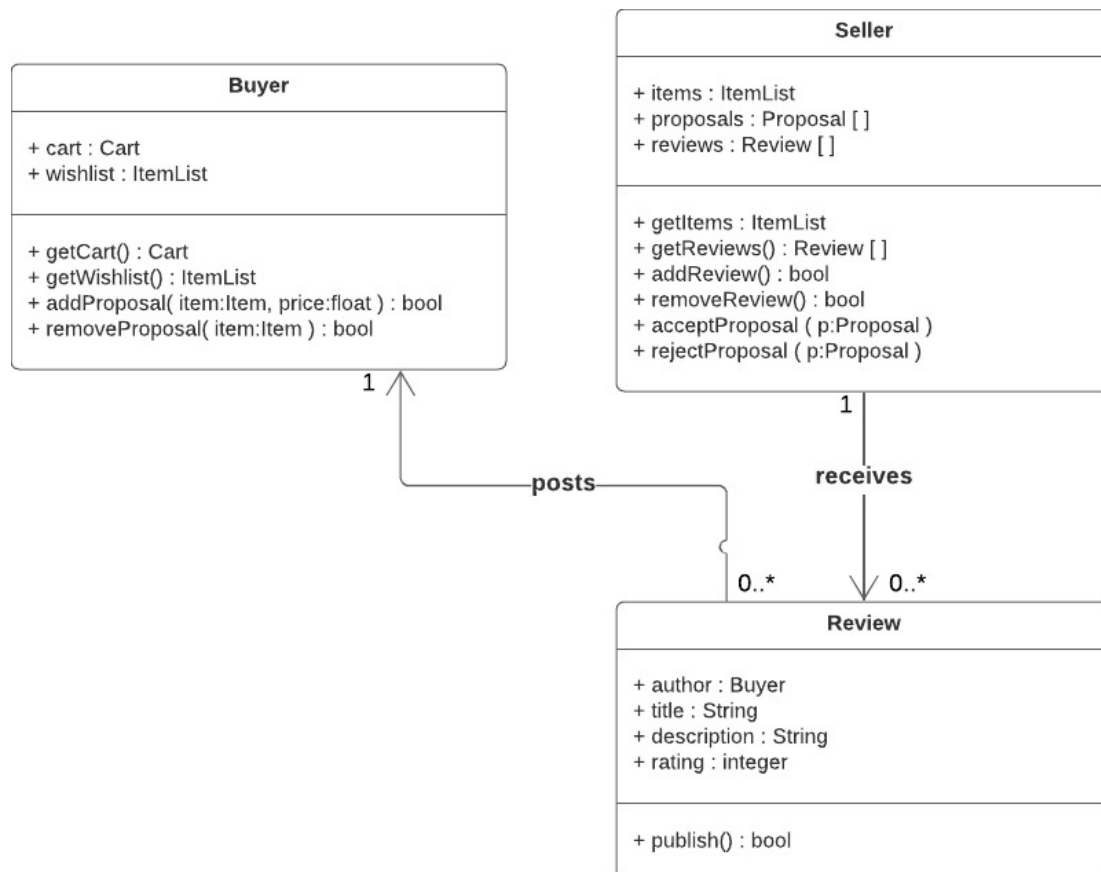 Buyer
+ cart : Cart
+ wishlist : ItemList
+ getCart() : Cart
+ getWishlist() : ItemList
+ addProposal( item:Item, price:float ) : bool
+ removeProposal( item:Item ) : bool
1
Seller
+ items : ItemList
+ proposals : Proposal [ ]
+ reviews : Review [ ]
+ getItems : ItemList
+ getReviews() : Review [ ]
+ addReview() : bool
+ removeReview() : bool
+ acceptProposal ( p:Proposal )
+ rejectProposal ( p:Proposal )
1
posts
receives
0..*
0..*
Review
+ author : Buyer
+ title : String
+ description : String
+ rating : integer
+ publish() : bool